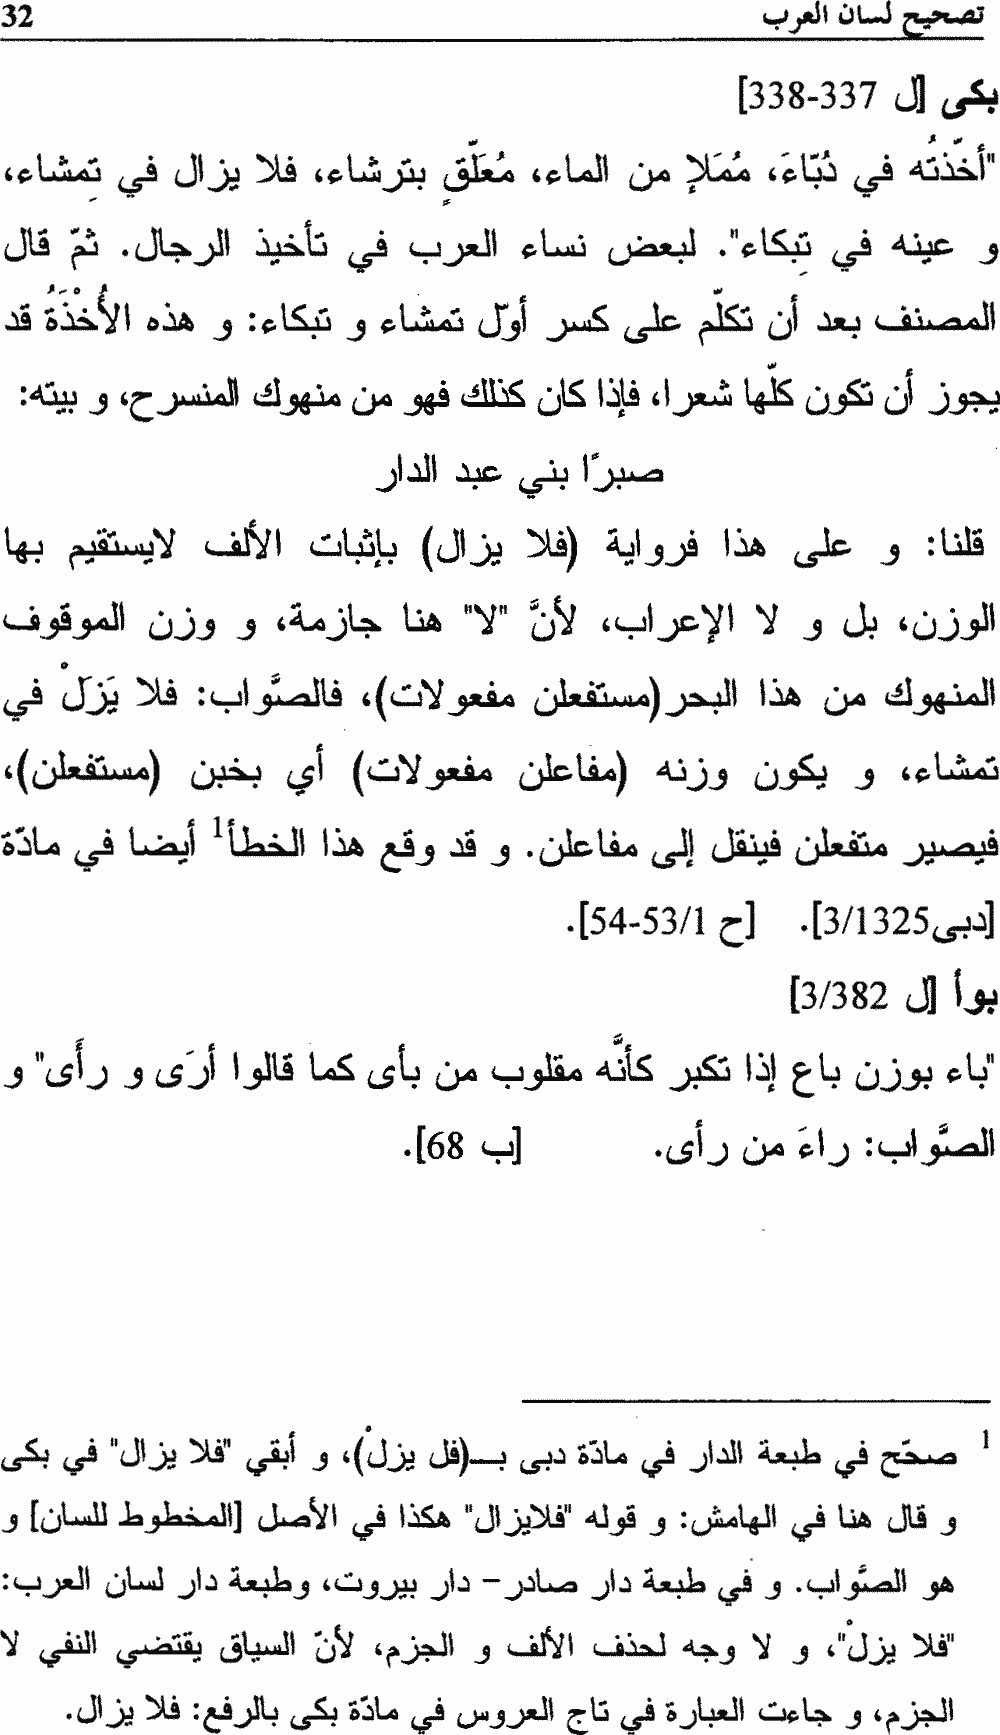 تصحيح لسان العرب 32
بكى [ل 337-338]
"أخّذتُه في دُبّاءَ، مُمَلإ من الماء، مُعَلّقٍ بترشاء، فلا يزال في تِمشاء،
و عينه في تِبكاء". لبعض نساء العرب في تأخيذ الرجال. ثمّ قال
المصنف بعد أن تكلّم على كسر أوّل تمشاء و تبكاء: و هذه الأُخْذَةُ قد
يجوز أن تكون كلّها شعرا، فإذا كان كذلك فهو من منهوك المنسرح، و بيته:
صبرًا بني عبد الدار
قلنا: و على هذا فرواية (فلا يزال) بإثبات الألف لايستقيم بها
الوزن، بل و لا الإعراب، لأنَّ "لا" هنا جازمة، و وزن الموقوف
المنهوك من هذا البحر(مستفعلن مفعولات)، فالصَّواب: فلا يَزَلْ في
تمشاء، و يكون وزنه (مفاعلن مفعولات) أي بخبن (مستفعلن)،
فيصير متفعلن فينقل إلى مفاعلن. و قد وقع هذا الخطأ1 أيضا في مادّة
[دبى3/1325]. [ح 53/1-54].
بوأ [ل 3/382]
"باء بوزن باع إذا تكبر كأنَّه مقلوب من بأى كما قالوا أرَى و رأَى" و
الصَّواب: راءَ من رأى. [ب 68].
1 صحّح في طبعة الدار في مادّة دبى بـ(فل يزلْ)، و أبقي "فلا يزال" في بكى
و قال هنا في الهامش: و قوله "فلايزال" هكذا في الأصل [المخطوط للسان] و
هو الصَّواب. و في طبعة دار صادر- دار بيروت، وطبعة دار لسان العرب:
"فلا يزلْ"، و لا وجه لحذف الألف و الجزم، لأنّ السياق يقتضي النفي لا
الجزم، و جاءت العبارة في تاج العروس في مادّة بكى بالرفع: فلا يزال.